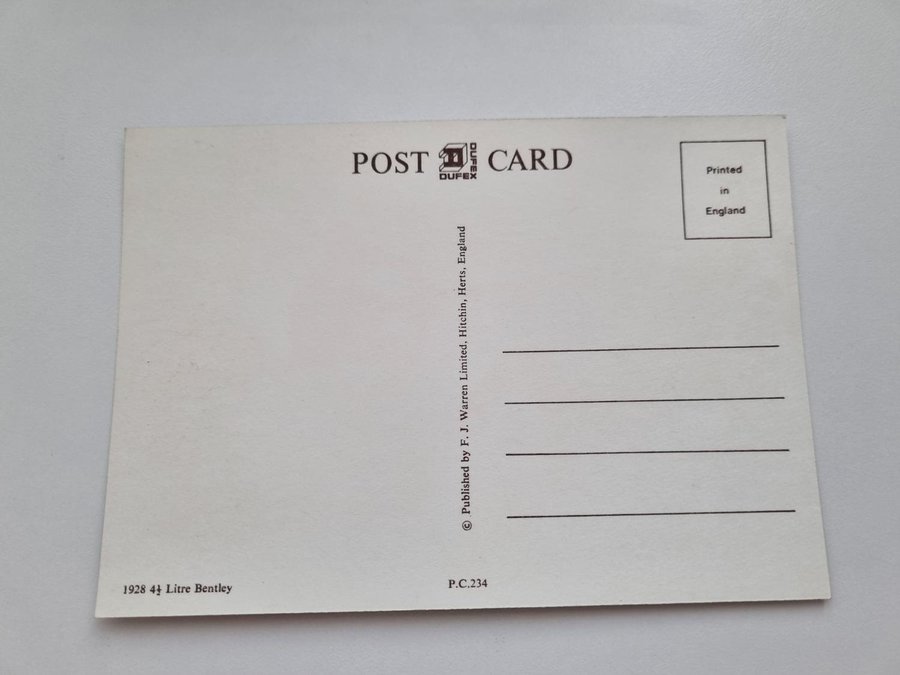 POST DUFEX DUFEX CARD
Printed
in
England
© Published by F. J. Warren Limited, Hitchin, Herts, England
1928 4½ Litre Bentley
P.C.234